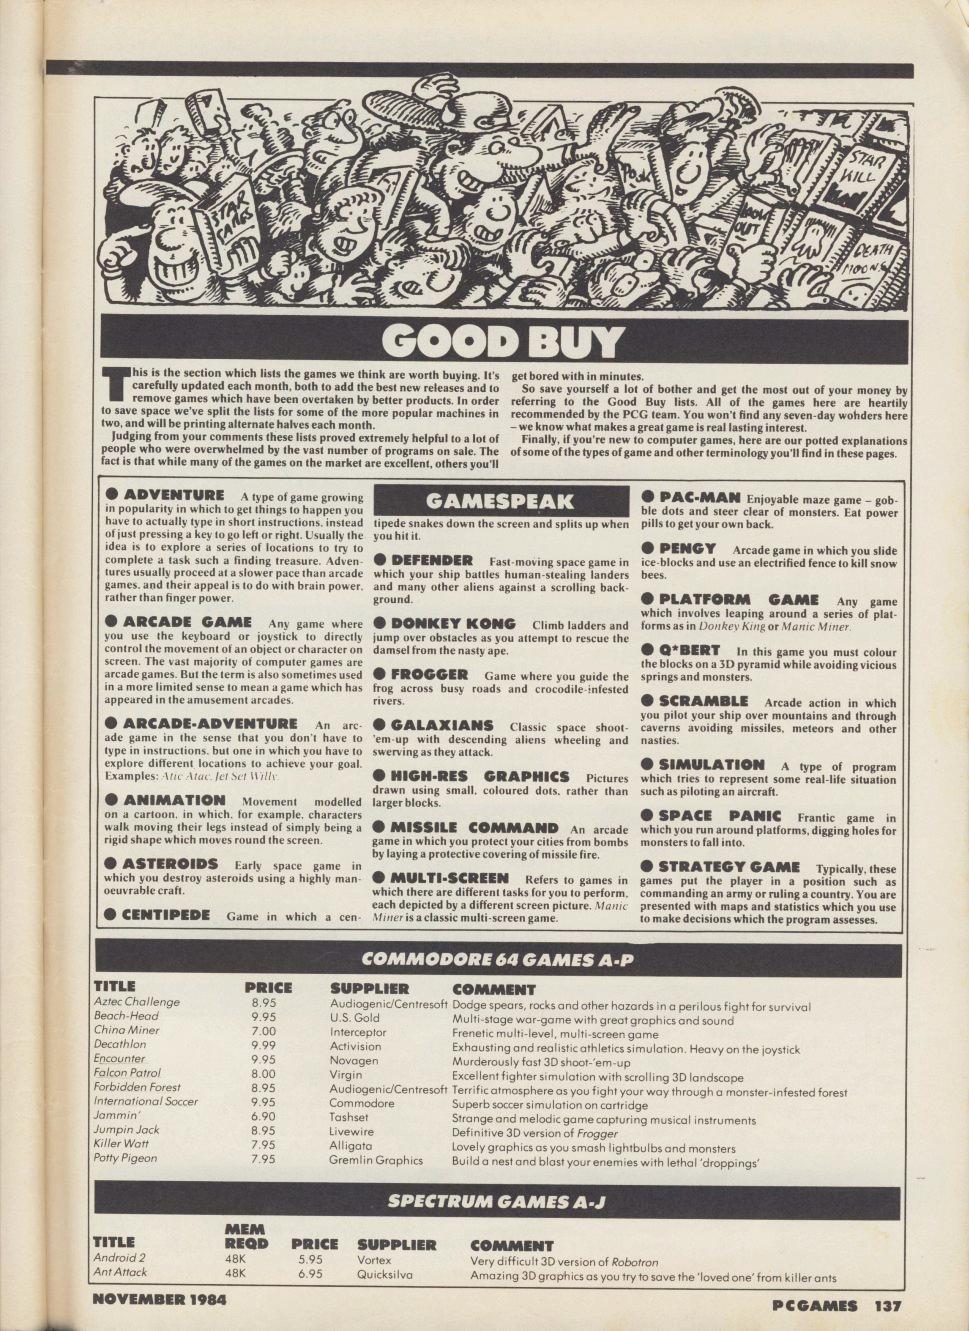 STAR WARS
POSK
LOOK OUT
STAR KILL
DEATH MOONS
GOOD BUY
This is the section which lists the games we think are worth buying. It's
carefully updated each month, both to add the best new releases and to
remove games which have been overtaken by better products. In order
to save space we've split the lists for some of the more popular machines in
two, and will be printing alternate halves each month.
Judging from your comments these lists proved extremely helpful to a lot of
people who were overwhelmed by the vast number of programs on sale. The
fact is that while many of the games on the market are excellent, others you'll
get bored with in minutes.
So save yourself a lot of bother and get the most out of your money by
referring to the Good Buy lists. All of the games here are heartily
recommended by the PCG team. You won't find any seven-day wonders here
– we know what makes a great game is real lasting interest.
Finally, if you're new to computer games, here are our potted explanations
of some of the types of game and other terminology you'll find in these pages.
GAMESPEAK
● ADVENTURE A type of game growing
in popularity in which to get things to happen you
have to actually type in short instructions, instead
of just pressing a key to go left or right. Usually the
idea is to explore a series of locations to try to
complete a task such a finding treasure. Adven-
tures usually proceed at a slower pace than arcade
games, and their appeal is to do with brain power,
rather than finger power.
● ARCADE GAME Any game where
you use the keyboard or joystick to directly
control the movement of an object or character on
screen. The vast majority of computer games are
arcade games. But the term is also sometimes used
in a more limited sense to mean a game which has
appeared in the amusement arcades.
● ARCADE-ADVENTURE An arc-
ade game in the sense that you don't have to
type in instructions, but one in which you have to
explore different locations to achieve your goal.
Examples: Atic Atac, Jet Set Willy.
● ANIMATION Movement modelled
on a cartoon, in which, for example, characters
walk moving their legs instead of simply being a
rigid shape which moves round the screen.
● ASTEROIDS Early space game in
which you destroy asteroids using a highly man-
oeuvrable craft.
● CENTIPEDE Game in which a cen-
tipede snakes down the screen and splits up when
you hit it.
● DEFENDER Fast-moving space game in
which your ship battles human-stealing landers
and many other aliens against a scrolling back-
ground.
● DONKEY KONG Climb ladders and
jump over obstacles as you attempt to rescue the
damsel from the nasty ape.
● FROGGER Game where you guide the
frog across busy roads and crocodile-infested
rivers.
● GALAXIANS Classic space shoot-
'em-up with descending aliens wheeling and
swerving as they attack.
● HIGH-RES GRAPHICS Pictures
drawn using small, coloured dots, rather than
larger blocks.
● MISSILE COMMAND An arcade
game in which you protect your cities from bombs
by laying a protective covering of missile fire.
● MULTI-SCREEN Refers to games in
which there are different tasks for you to perform,
each depicted by a different screen picture. Manic
Miner is a classic multi-screen game.
● PAC-MAN Enjoyable maze game – gob-
ble dots and steer clear of monsters. Eat power
pills to get your own back.
● PENGY Arcade game in which you slide
ice-blocks and use an electrified fence to kill snow
bees.
● PLATFORM GAME Any game
which involves leaping around a series of plat-
forms as in Donkey King or Manic Miner.
● Q*BERT In this game you must colour
the blocks on a 3D pyramid while avoiding vicious
springs and monsters.
● SCRAMBLE Arcade action in which
you pilot your ship over mountains and through
caverns avoiding missiles, meteors and other
nasties.
● SIMULATION A type of program
which tries to represent some real-life situation
such as piloting an aircraft.
● SPACE PANIC Frantic game in
which you run around platforms, digging holes for
monsters to fall into.
● STRATEGY GAME Typically, these
games put the player in a position such as
commanding an army or ruling a country. You are
presented with maps and statistics which you use
to make decisions which the program assesses.
COMMODORE 64 GAMES A-P
TITLE PRICE SUPPLIER COMMENT
Aztec Challenge 8.95 Audiogenic/Centresoft Dodge spears, rocks and other hazards in a perilous fight for survival
Beach-Head 9.95 U.S. Gold Multi-stage war-game with great graphics and sound
China Miner 7.00 Interceptor Frenetic multi-level, multi-screen game
Decathlon 9.99 Activision Exhausting and realistic athletics simulation. Heavy on the joystick
Encounter 9.95 Novagen Murderously fast 3D shoot-'em-up
Falcon Patrol 8.00 Virgin Excellent fighter simulation with scrolling 3D landscape
Forbidden Forest 8.95 Audiogenic/Centresoft Terrific atmosphere as you fight your way through a monster-infested forest
International Soccer 9.95 Commodore Superb soccer simulation on cartridge
Jammin' 6.90 Taskset Strange and melodic game capturing musical instruments
Jumpin Jack 8.95 Livewire Definitive 3D version of Frogger
Killer Watt 7.95 Alligata Lovely graphics as you smash lightbulbs and monsters
Potty Pigeon 7.95 Gremlin Graphics Build a nest and blast your enemies with lethal 'droppings'
SPECTRUM GAMES A-J
TITLE MEM REQD PRICE SUPPLIER COMMENT
Android 2 48K 5.95 Vortex Very difficult 3D version of Robotron
Ant Attack 48K 6.95 Quicksilva Amazing 3D graphics as you try to save the 'loved one' from killer ants
NOVEMBER 1984
PCGAMES 137